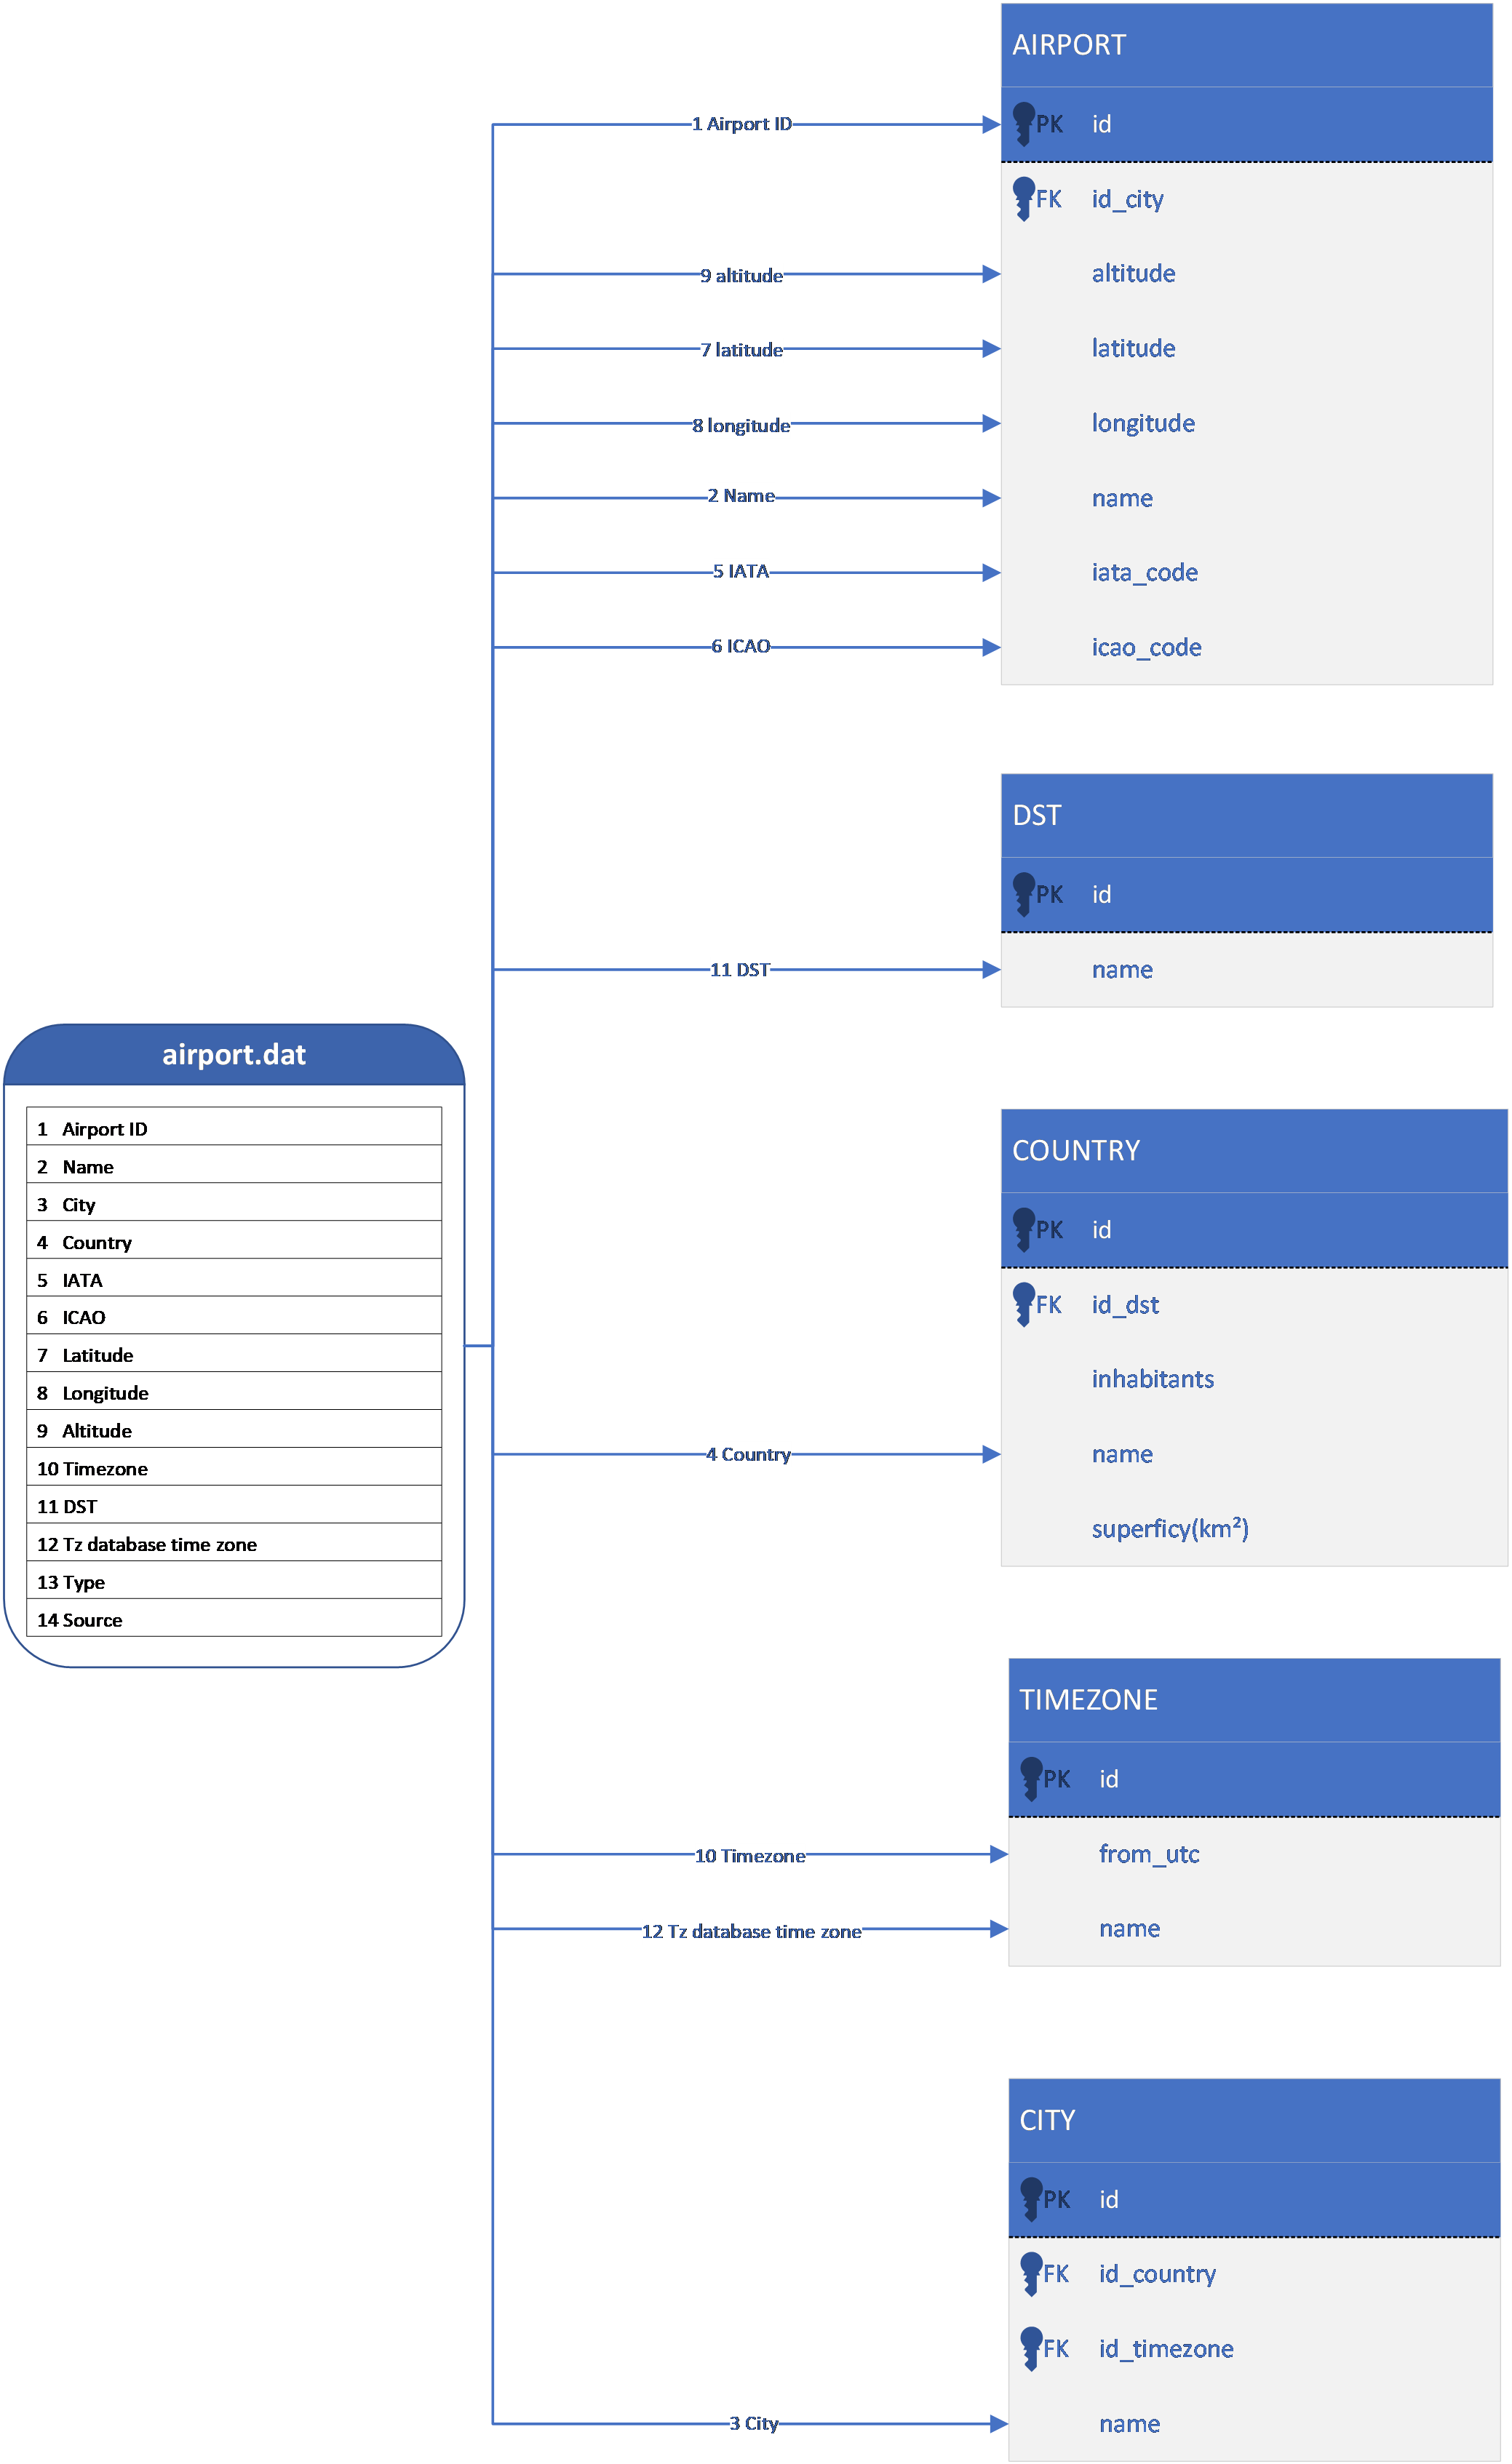 AIRPORT
1 Airport ID
PK id
FK id_city
9 altitude
altitude
7 latitude
latitude
8 longitude
longitude
2 Name
name
5 IATA
iata_code
6 ICAO
icao_code
DST
PK id
11 DST
name
airport.dat
1 Airport ID
2 Name
3 City
4 Country
5 IATA
6 ICAO
7 Latitude
8 Longitude
9 Altitude
10 Timezone
11 DST
12 Tz database time zone
13 Type
14 Source
COUNTRY
PK id
FK id_dst
inhabitants
4 Country
name
superficy(km²)
TIMEZONE
PK id
10 Timezone
from_utc
12 Tz database time zone
name
CITY
PK id
FK id_country
FK id_timezone
3 City
name